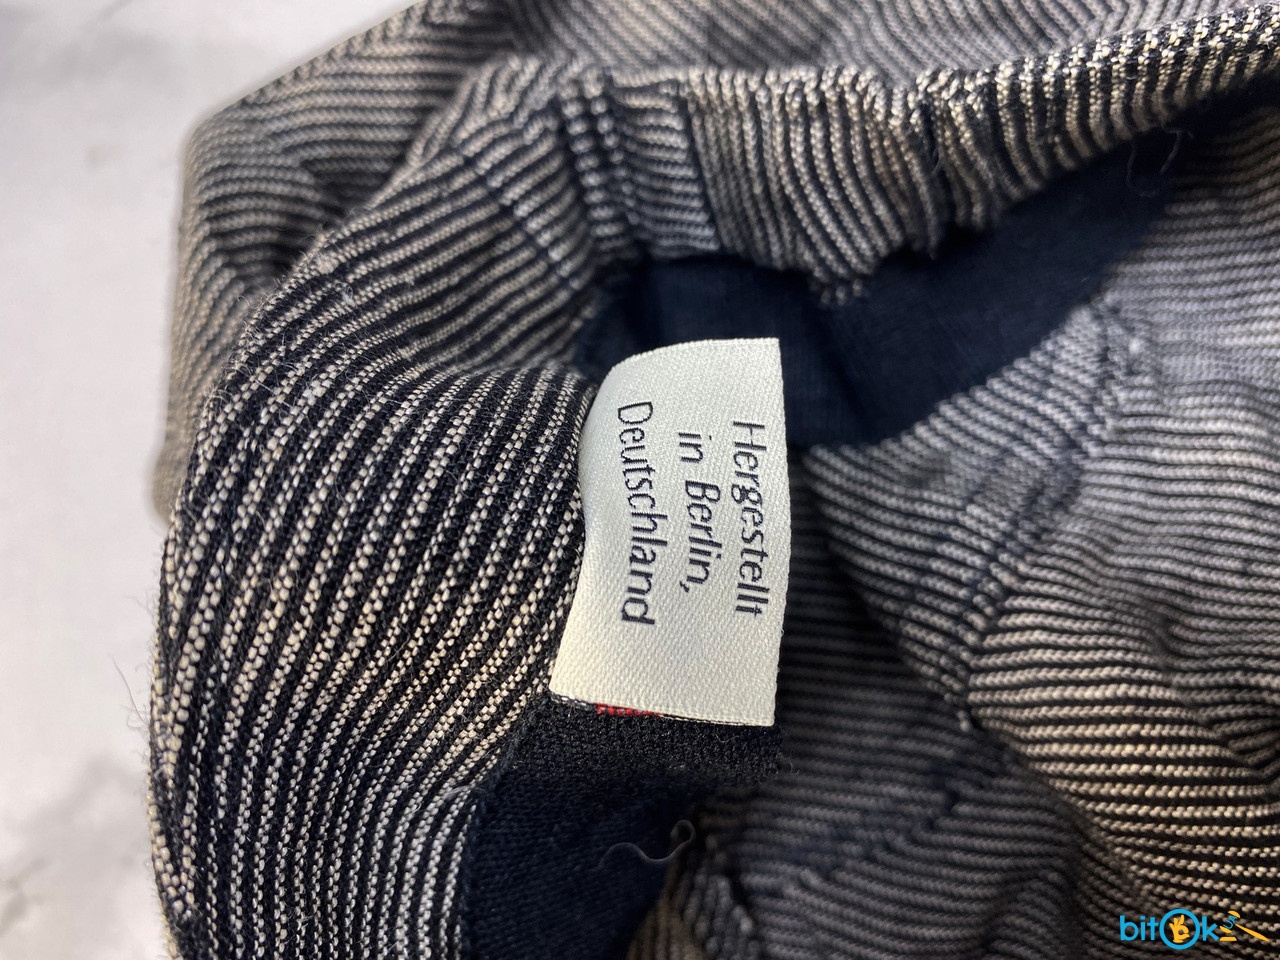 Hergestellt
in Berlin,
Deutschland
bitOk